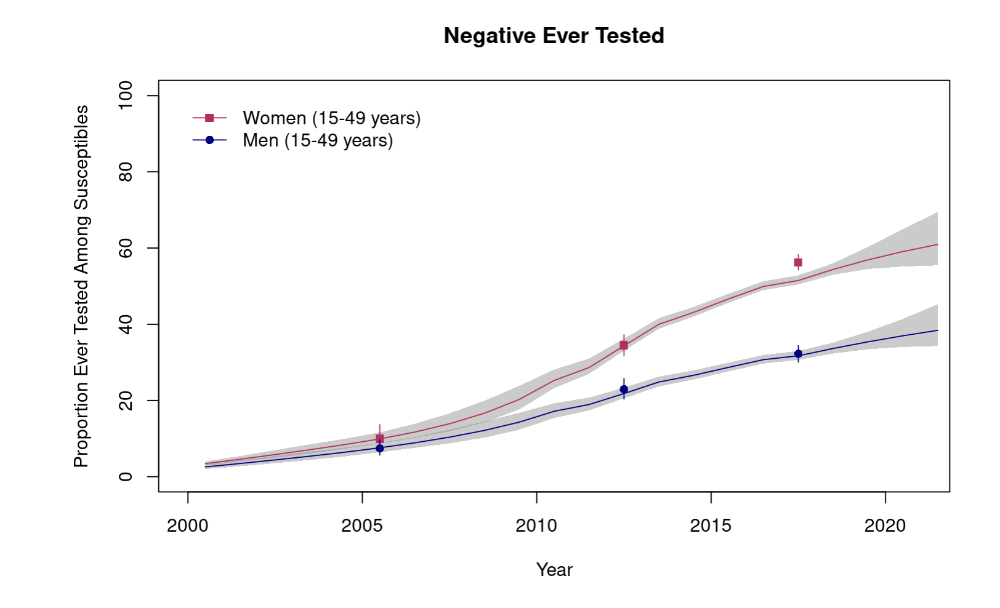 Negative Ever Tested
Proportion Ever Tested Among Susceptibles
100
80
60
40
20
0
Women (15-49 years)
Men (15-49 years)
2000 2005 2010 2015 2020
Year